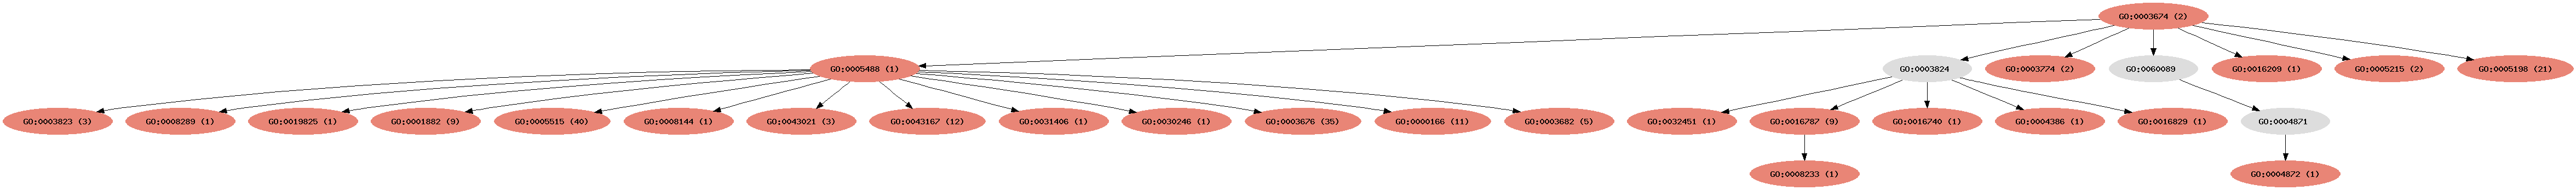 GO:0003674 (2)
GO:0005488 (1)
GO:0003824
GO:0003774 (2)
GO:0060089
GO:0016209 (1)
GO:0005215 (2)
GO:0005198 (21)
GO:0003823 (3)
GO:0008289 (1)
GO:0019825 (1)
GO:0001882 (9)
GO:0005515 (40)
GO:0008144 (1)
GO:0043021 (3)
GO:0043167 (12)
GO:0031406 (1)
GO:0030246 (1)
GO:0003676 (35)
GO:0000166 (11)
GO:0003682 (5)
GO:0032451 (1)
GO:0016787 (9)
GO:0016740 (1)
GO:0004386 (1)
GO:0016829 (1)
GO:0004871
GO:0008233 (1)
GO:0004872 (1)